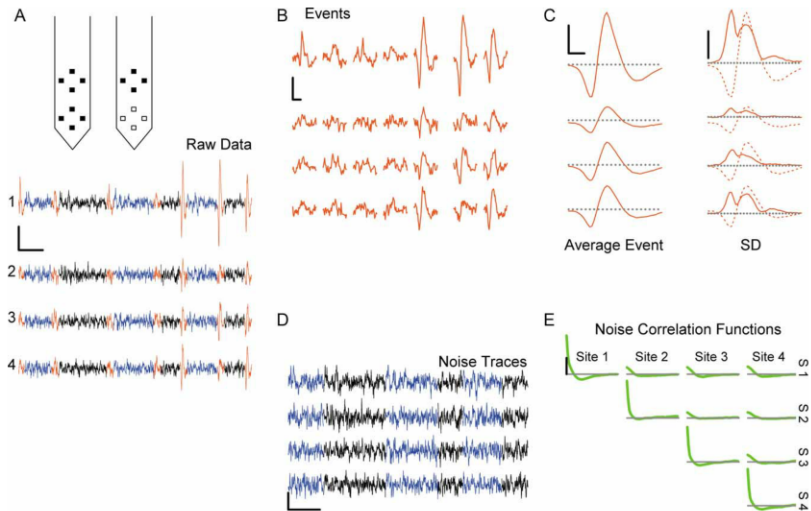 A
B
Events
C
Raw Data
1
2
3
4
Average Event
SD
D
Noise Traces
E
Noise Correlation Functions
Site 1 Site 2 Site 3 Site 4
S 1
S 2
S 3
S 4